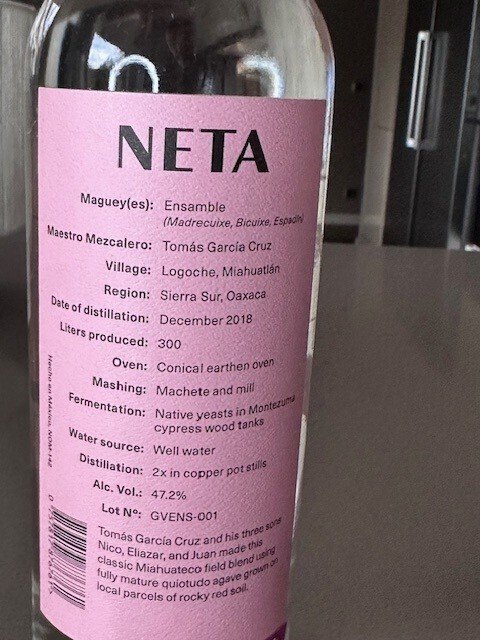 NETA
Maguey(es): Ensamble
(Madrecuixe, Bicuixe, Espadín)
Maestro Mezcalero: Tomás García Cruz
Village: Logoche, Miahuatlán
Region: Sierra Sur, Oaxaca
Date of distillation: December 2018
Liters produced: 300
Oven: Conical earthen oven
Mashing: Machete and mill
Fermentation: Native yeasts in Montezuma
cypress wood tanks
Water source: Well water
Distillation: 2x in copper pot stills
Alc. Vol.: 47.2%
Lot Nº: GVENS-001
Tomás García Cruz and his three sons
Nico, Eliazar, and Juan made this
classic Miahuateco field blend using
fully mature quiotudo agave grown on
local parcels of rocky red soil.
Hecho en México, NOM-142